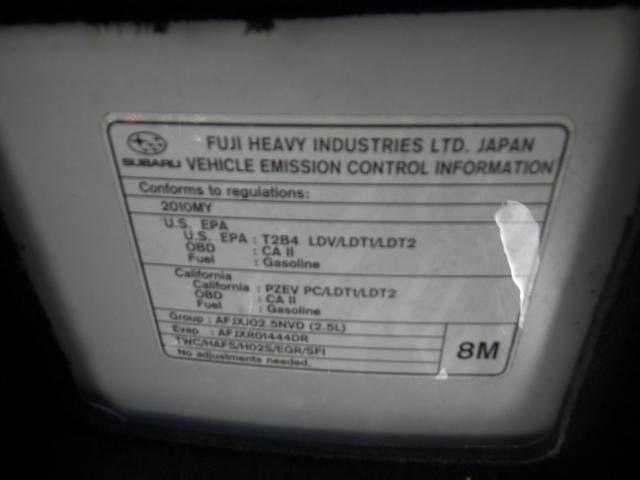 FUJI HEAVY INDUSTRIES LTD. JAPAN
SUBARU VEHICLE EMISSION CONTROL INFORMATION
Conforms to regulations:
2010MY
U.S. EPA
U.S. EPA : T2B4 LDV/LDT1/LDT2
OBD : CA II
Fuel : Gasoline
California
California : PZEV PC/LDT1/LDT2
OBD : CA II
Fuel : Gasoline
Group : AFJXJ02.5NVD (2.5L)
Evap : AFJXR01444DR
TWC/HAFS/HO2S/EGR/SFI
No adjustments needed.
8M